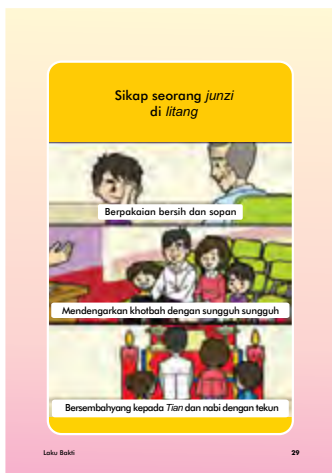 Sikap seorang junzi
di litang
Berpakaian bersih dan sopan
Mendengarkan khotbah dengan sungguh sungguh
Bersembahyang kepada Tian dan nabi dengan tekun
Laku Bakti
29